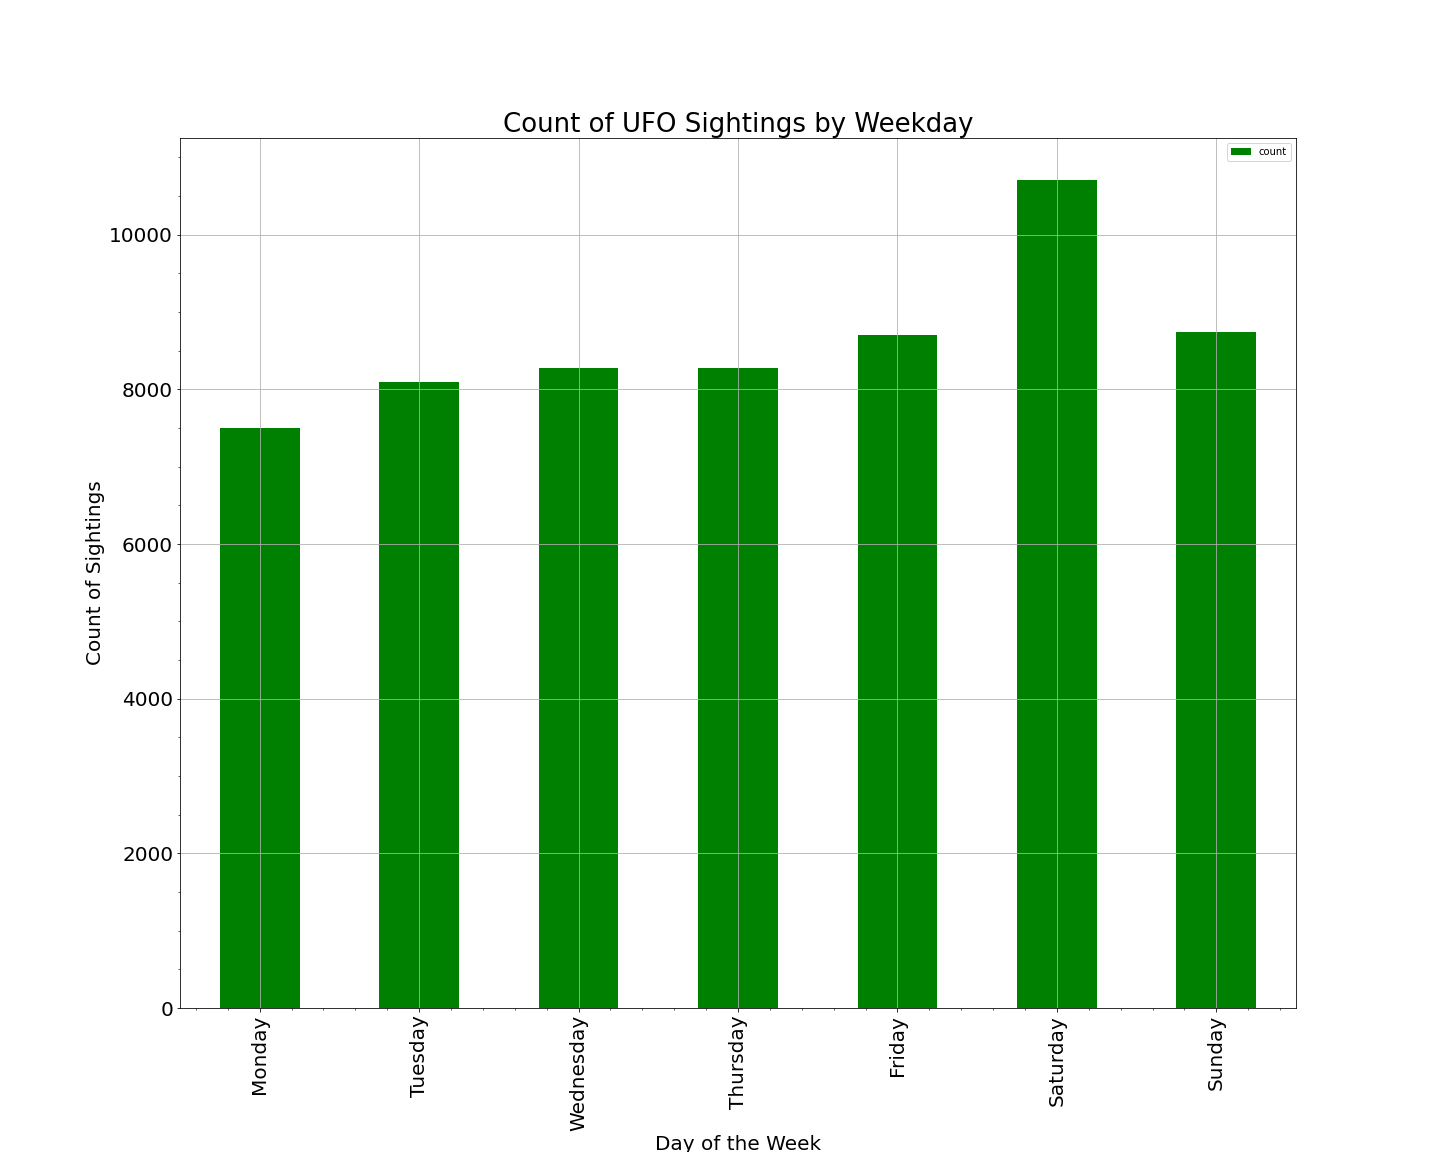 Count of UFO Sightings by Weekday
count
10000
8000
6000
4000
2000
0
Count of Sightings
Monday
Tuesday
Wednesday
Thursday
Friday
Saturday
Sunday
Day of the Week